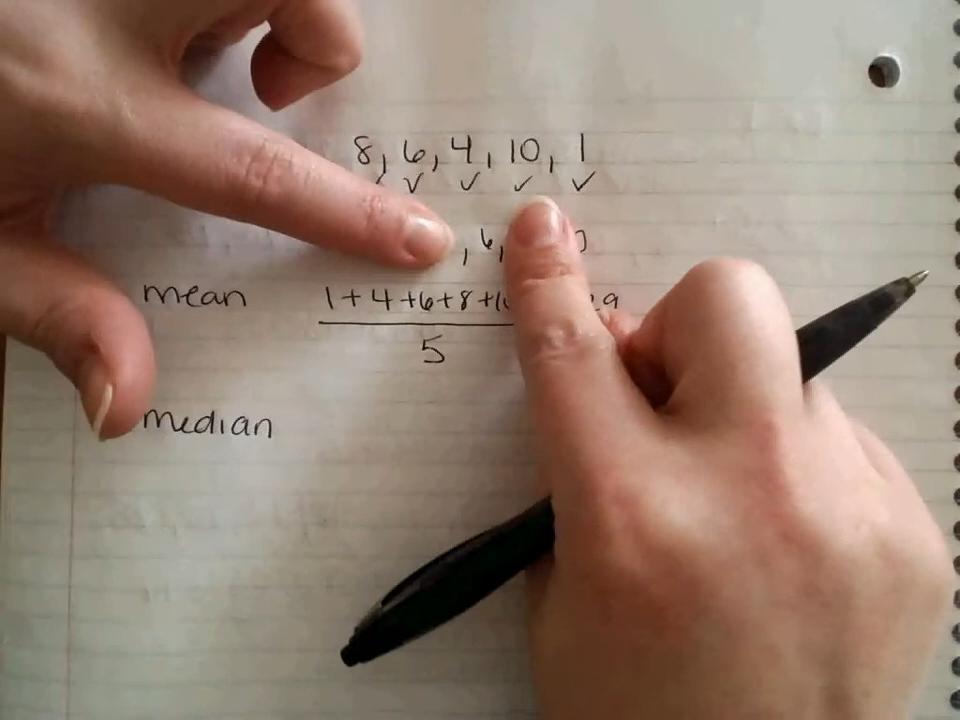 8, 6, 4, 10, 1
, 6,
mean 1 + 4 + 6 + 8 + 5
median